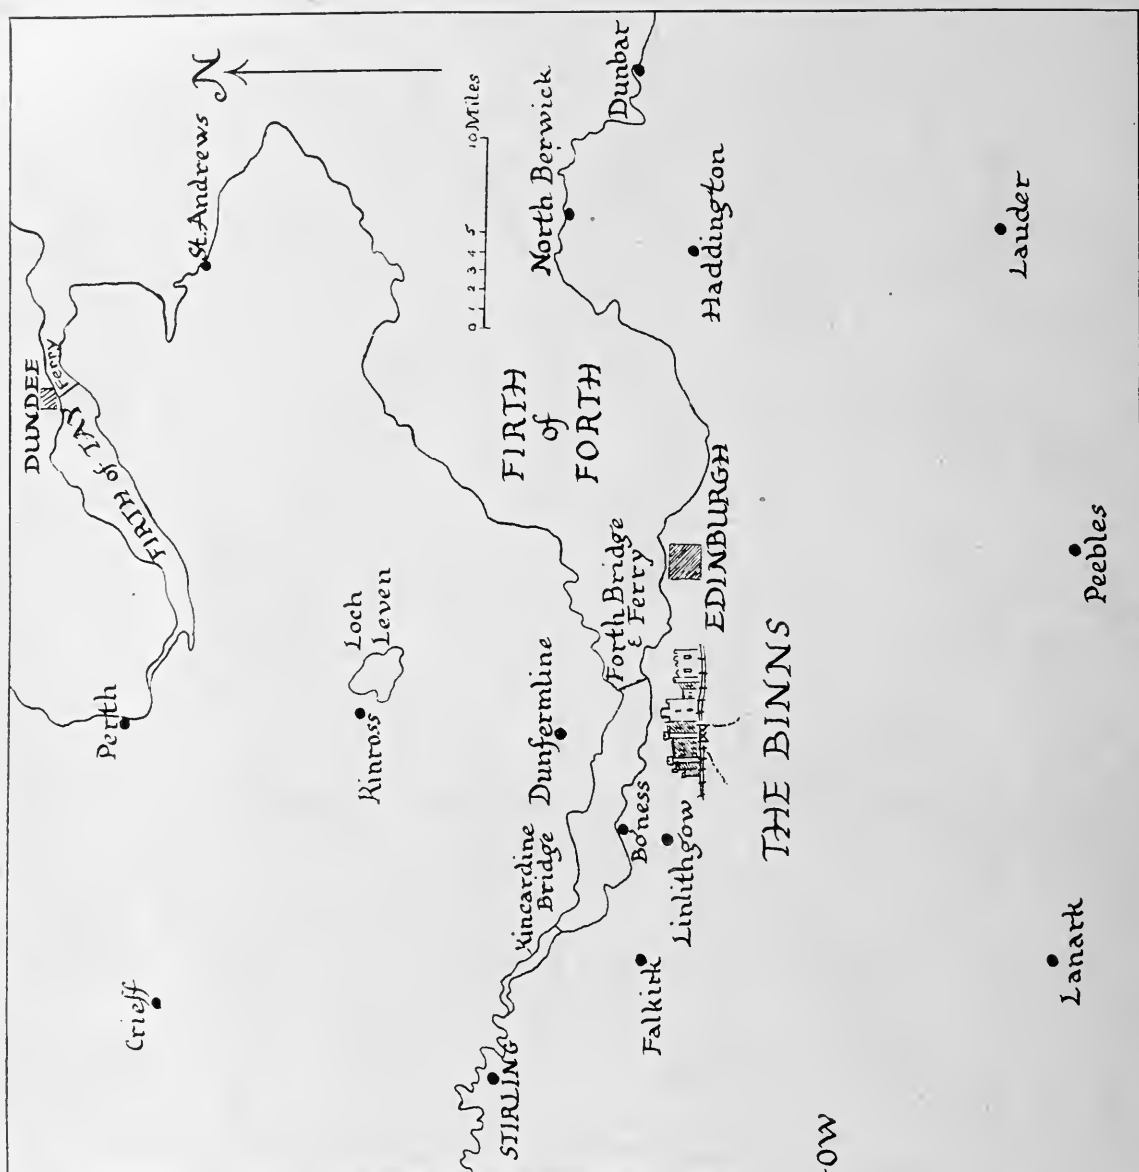 N
DUNDEE
Ferry
FIRTH of TAY
St. Andrews
Perth
Crieff
Loch
Leven
Kinross
0 1 2 3 4 5 10 Miles
FIRTH
of
FORTH
North Berwick
Dunbar
Haddington
Dunfermline
Kincardine
Bridge
STIRLING
Forth Bridge
& Ferry
Boness
Falkirk
Linlithgow
EDINBURGH
THE BINNS
OW
Lauder
Peebles
Lanark